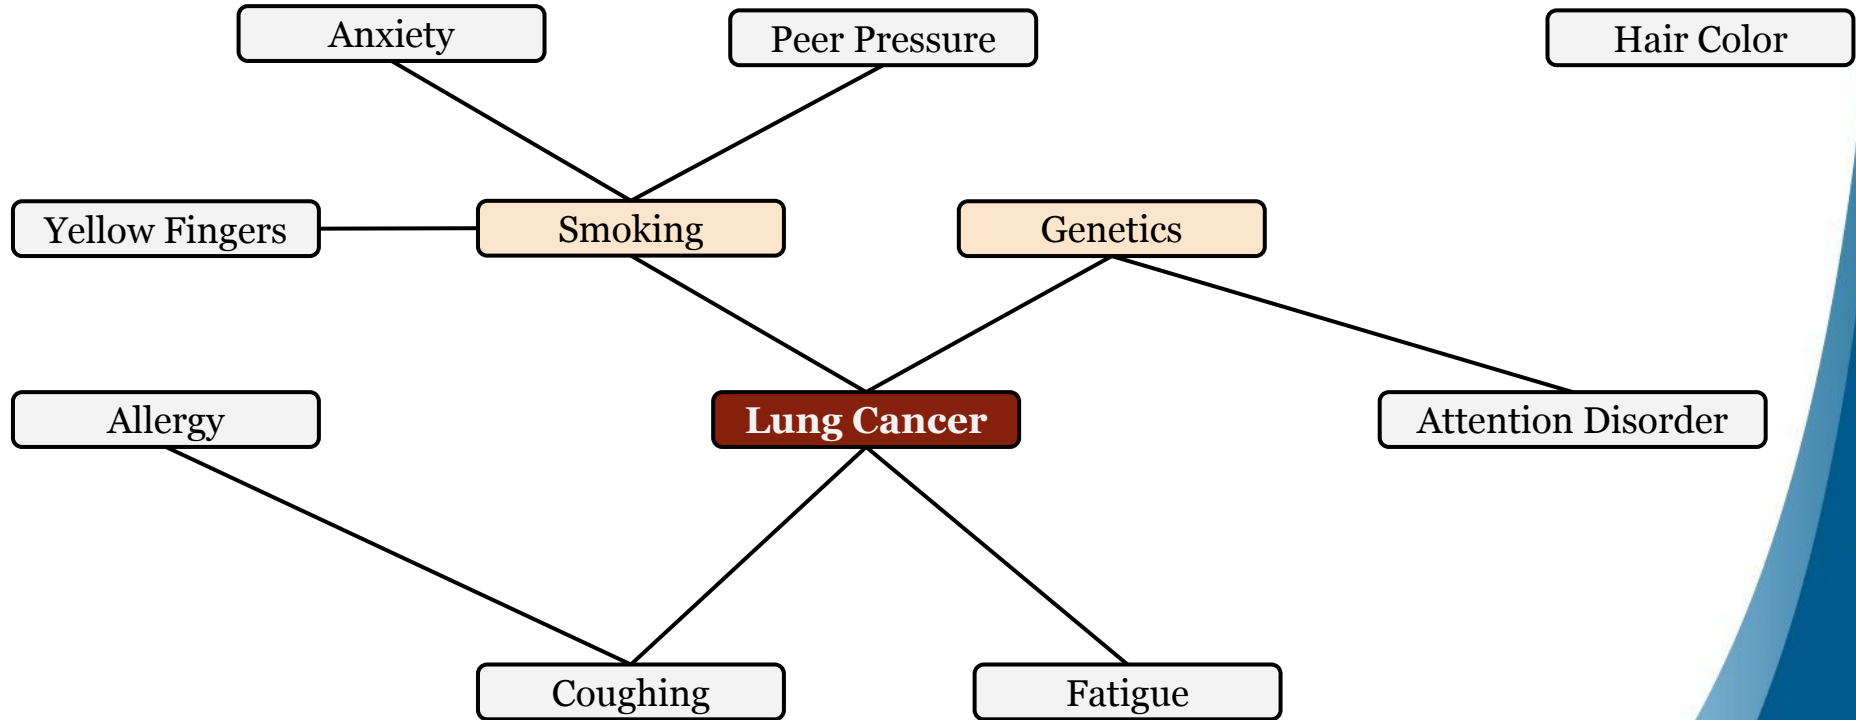 Anxiety
Peer Pressure
Hair Color
Yellow Fingers
Smoking
Genetics
Allergy
Lung Cancer
Attention Disorder
Coughing
Fatigue